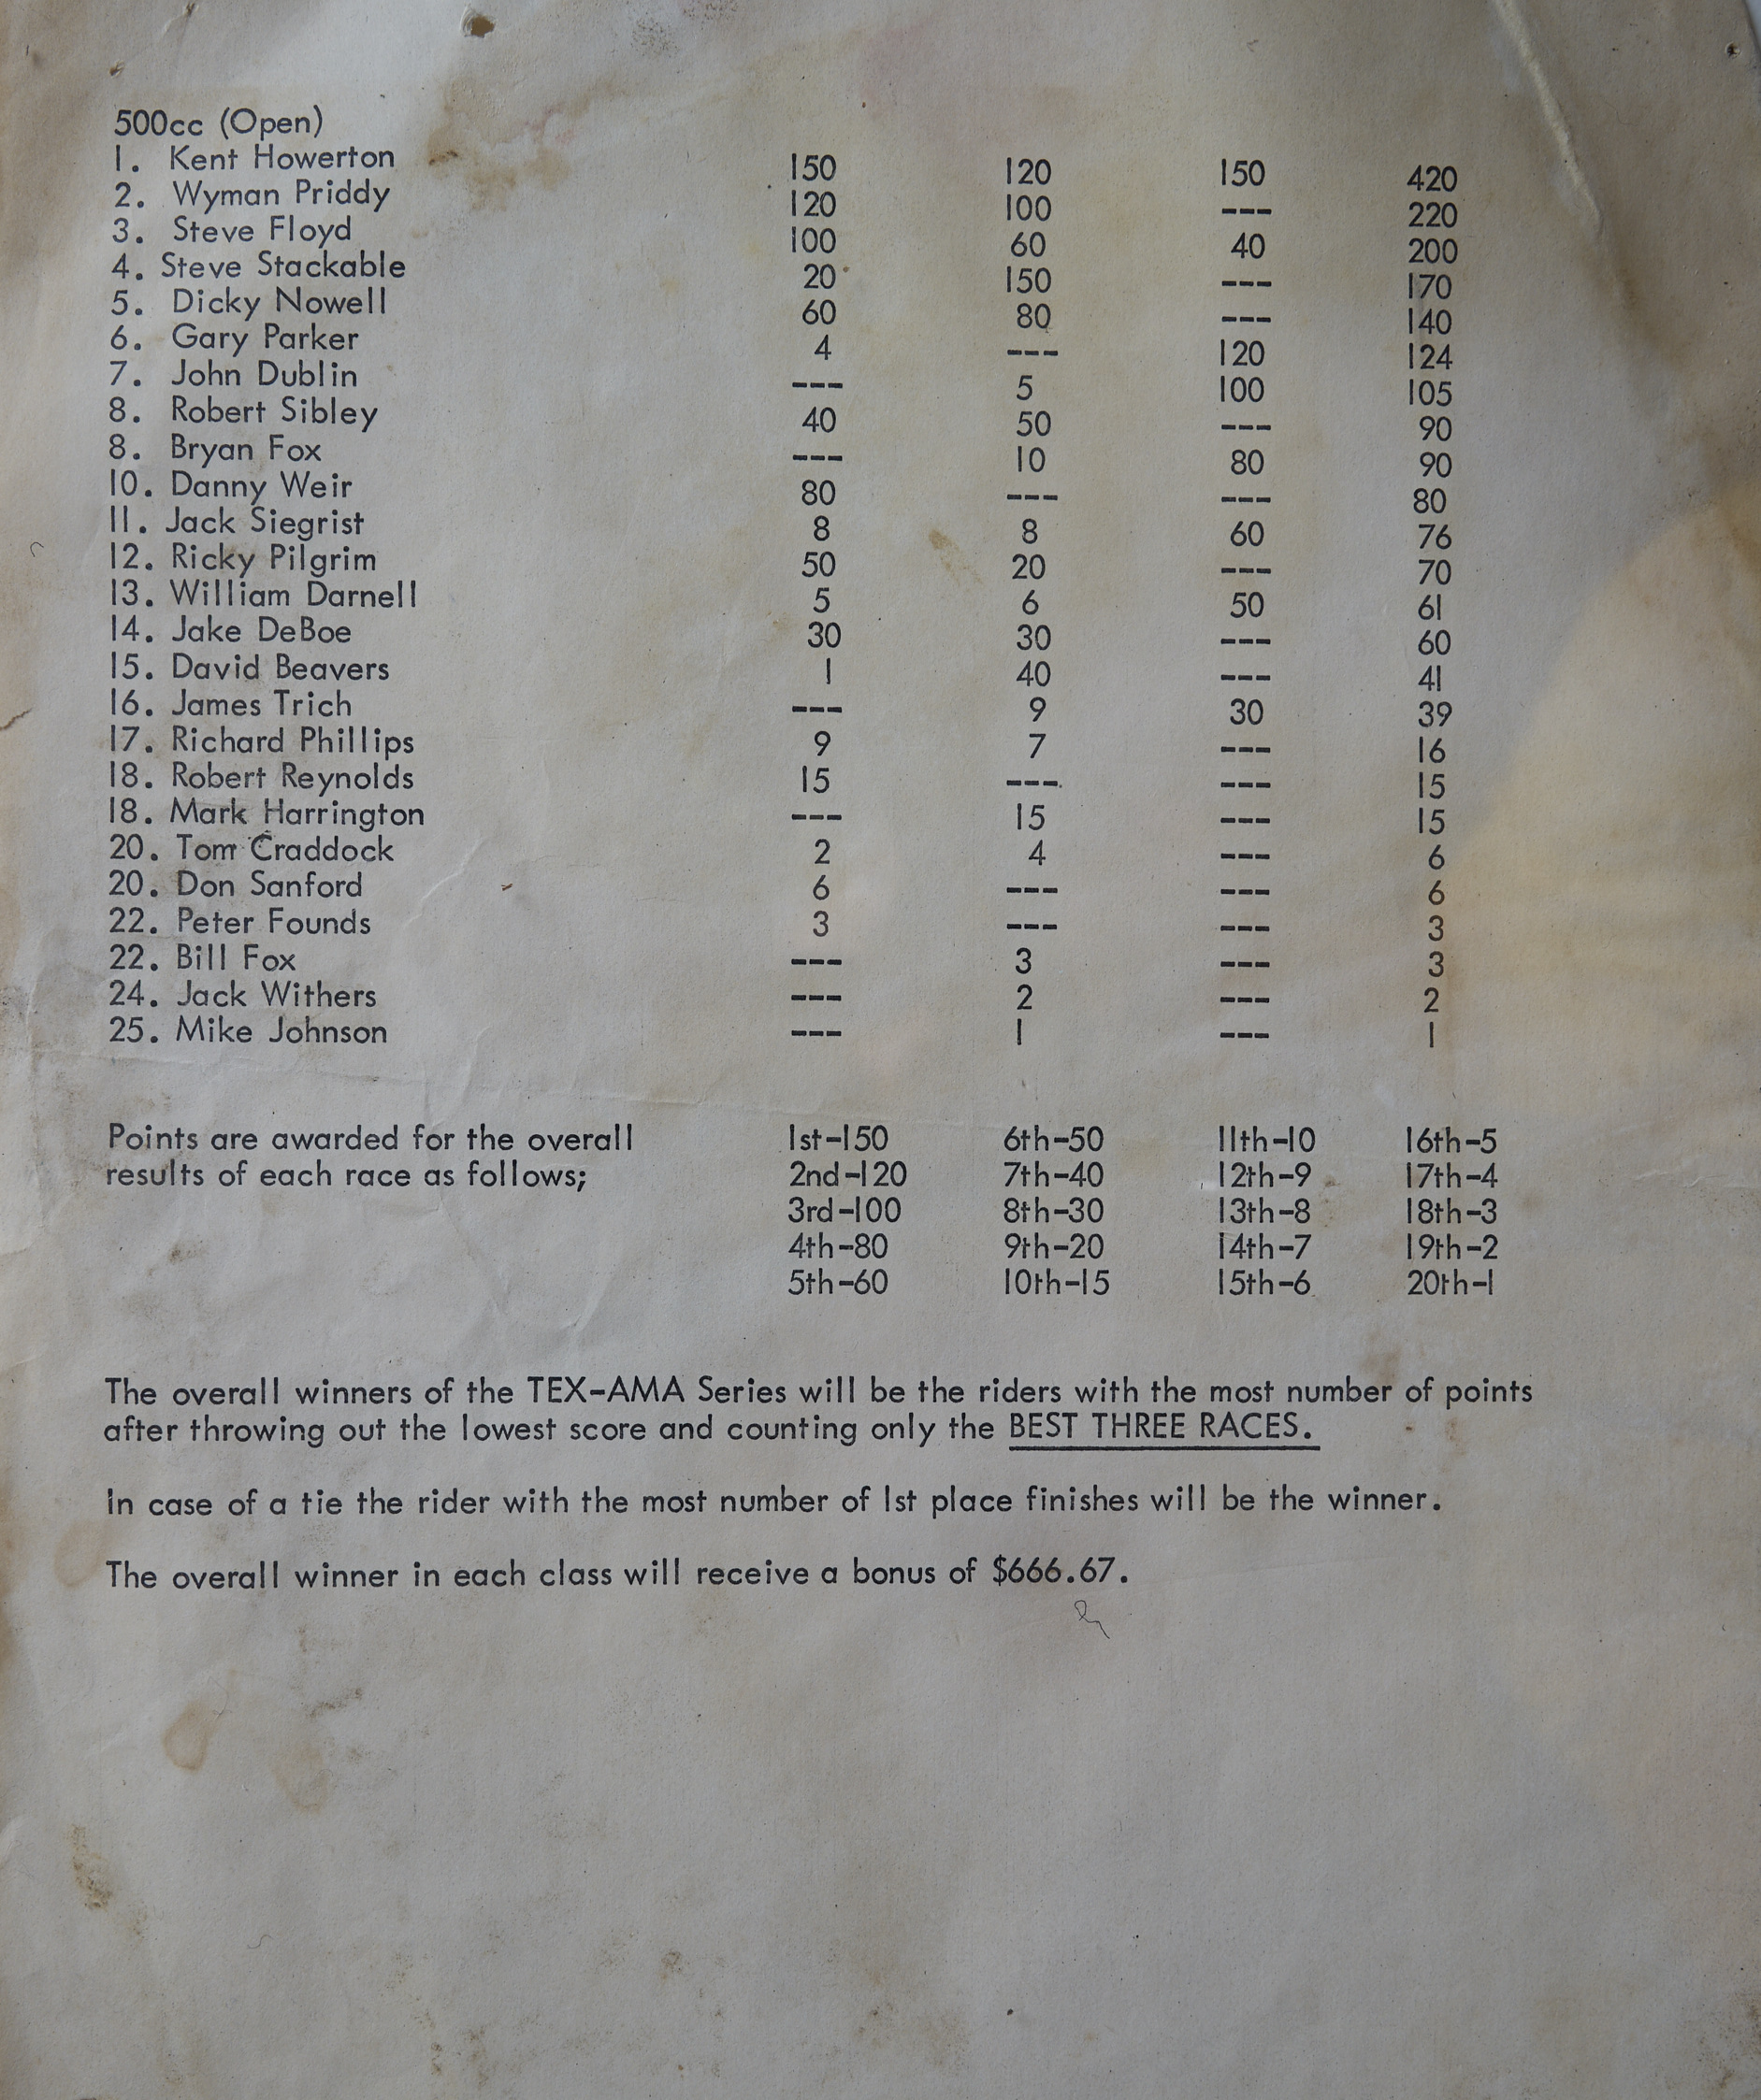 500cc (Open)
1. Kent Howerton 150 120 150 420
2. Wyman Priddy 120 100 --- 220
3. Steve Floyd 100 60 40 200
4. Steve Stackable 20 150 --- 170
5. Dicky Nowell 60 80 --- 140
6. Gary Parker 4 --- 120 124
7. John Dublin --- 5 100 105
8. Robert Sibley 40 50 --- 90
8. Bryan Fox --- 10 80 90
10. Danny Weir 80 --- --- 80
11. Jack Siegrist 8 8 60 76
12. Ricky Pilgrim 50 20 --- 70
13. William Darnell 5 6 50 61
14. Jake DeBoe 30 30 --- 60
15. David Beavers 1 40 --- 41
16. James Trich --- 9 30 39
17. Richard Phillips 9 7 --- 16
18. Robert Reynolds 15 --- --- 15
18. Mark Harrington --- 15 --- 15
20. Tom Craddock 2 4 --- 6
20. Don Sanford 6 --- --- 6
22. Peter Founds 3 --- --- 3
22. Bill Fox --- 3 --- 3
24. Jack Withers --- 2 --- 2
25. Mike Johnson --- 1 --- 1
Points are awarded for the overall 1st-150 6th-50 11th-10 16th-5
results of each race as follows; 2nd-120 7th-40 12th-9 17th-4
3rd-100 8th-30 13th-8 18th-3
4th-80 9th-20 14th-7 19th-2
5th-60 10th-15 15th-6 20th-1
The overall winners of the TEX-AMA Series will be the riders with the most number of points
after throwing out the lowest score and counting only the BEST THREE RACES.
In case of a tie the rider with the most number of 1st place finishes will be the winner.
The overall winner in each class will receive a bonus of $666.67.